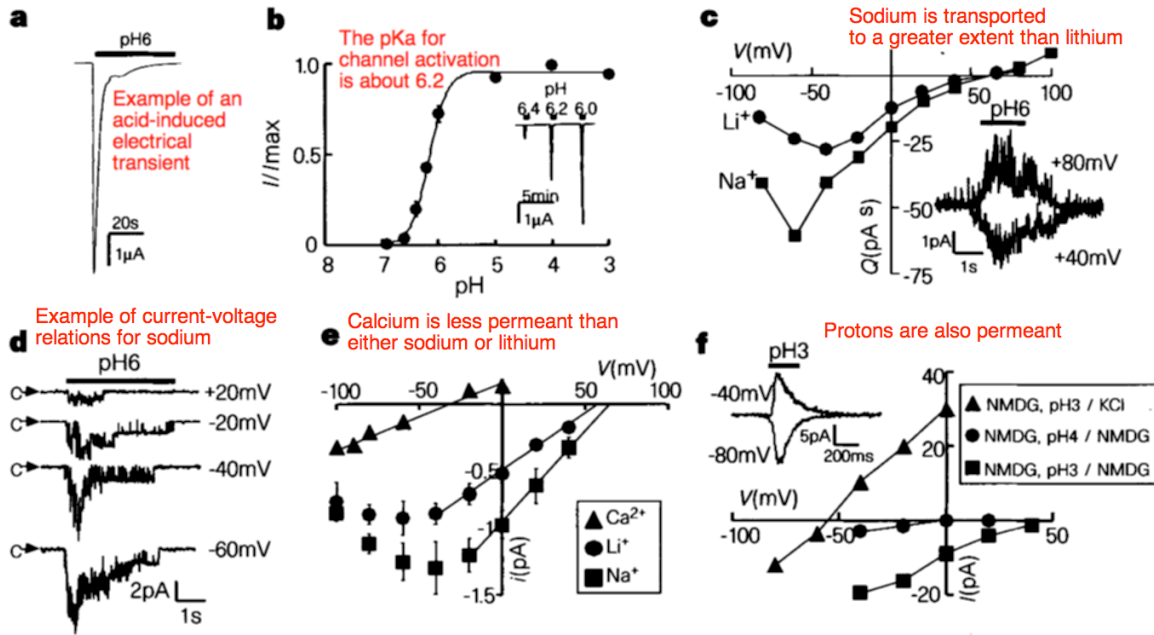 a
pH6
Example of an
acid-induced
electrical
transient
20s
1μA
b
The pKa for
channel activation
is about 6.2
1.0
0.5
0
I/Imax
8 7 6 5 4 3
pH
pH
6.4 6.2 6.0
5min
1μA
c
Sodium is transported
to a greater extent than lithium
V(mV)
-100 -50 50 100
Li+
Na+
-25
-50
-75
Q(pA s)
pH6
+80mV
+40mV
1pA
1s
d
Example of current-voltage
relations for sodium
pH6
c +20mV
c -20mV
c -40mV
c -60mV
2pA
1s
e
Calcium is less permeant than
either sodium or lithium
V(mV)
-100 -50 0 50 100
-0.5
-1.0
-1.5
i(pA)
Ca2+
Li+
Na+
f
Protons are also permeant
pH3
-40mV
-80mV
5pA
200ms
40
20
-20
V(mV)
-100 -50 50
I(pA)
NMDG, pH3 / KCl
NMDG, pH4 / NMDG
NMDG, pH3 / NMDG